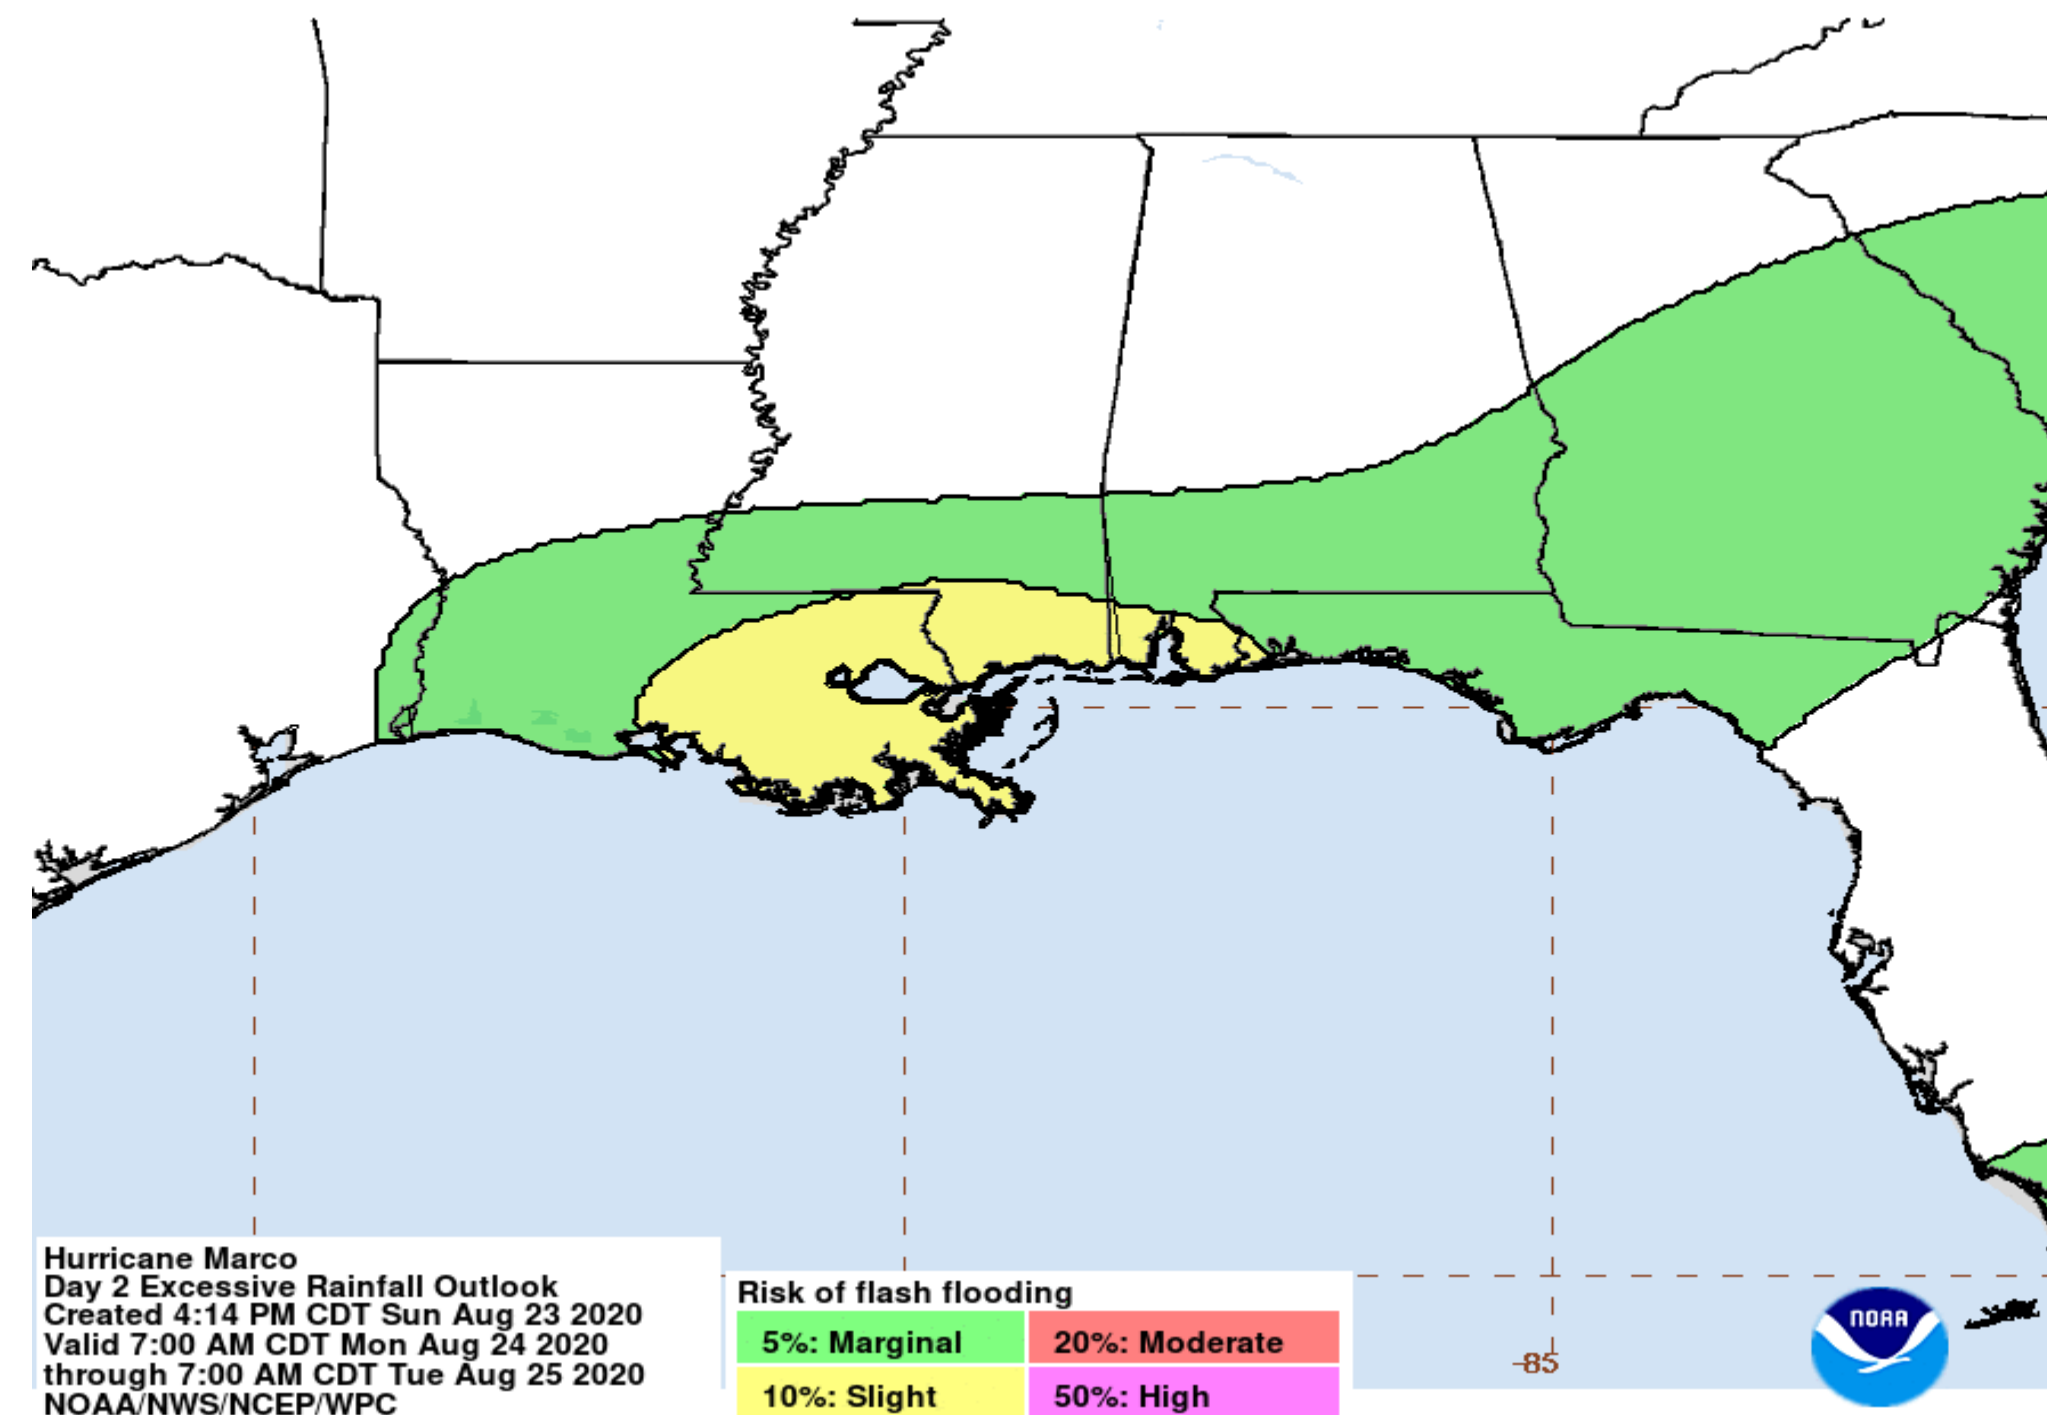 Hurricane Marco
Day 2 Excessive Rainfall Outlook
Created 4:14 PM CDT Sun Aug 23 2020
Valid 7:00 AM CDT Mon Aug 24 2020
through 7:00 AM CDT Tue Aug 25 2020
NOAA/NWS/NCEP/WPC
Risk of flash flooding
5%: Marginal
20%: Moderate
10%: Slight
50%: High
-85
NOAA